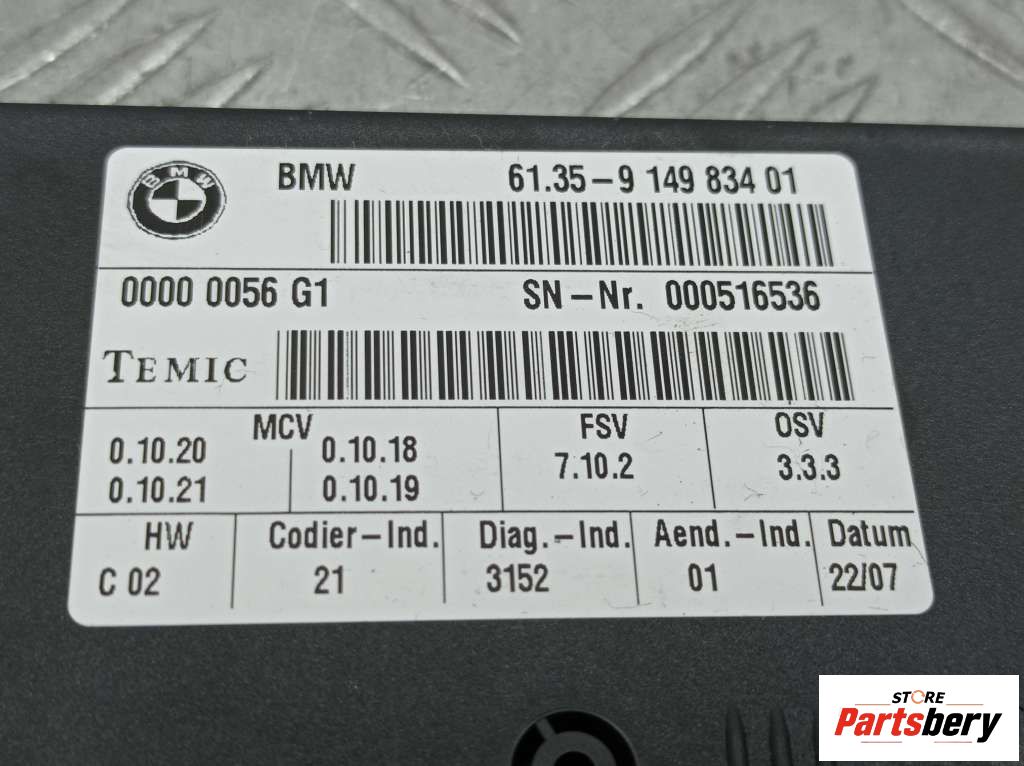 BMW
BMW 61.35-9 149 834 01
0000 0056 G1 SN-Nr. 000516536
TEMIC
MCV FSV OSV
0.10.20 0.10.18 7.10.2 3.3.3
0.10.21 0.10.19
HW Codier-Ind. Diag.-Ind. Aend.-Ind. Datum
C 02 21 3152 01 22/07
STORE
Partsbery